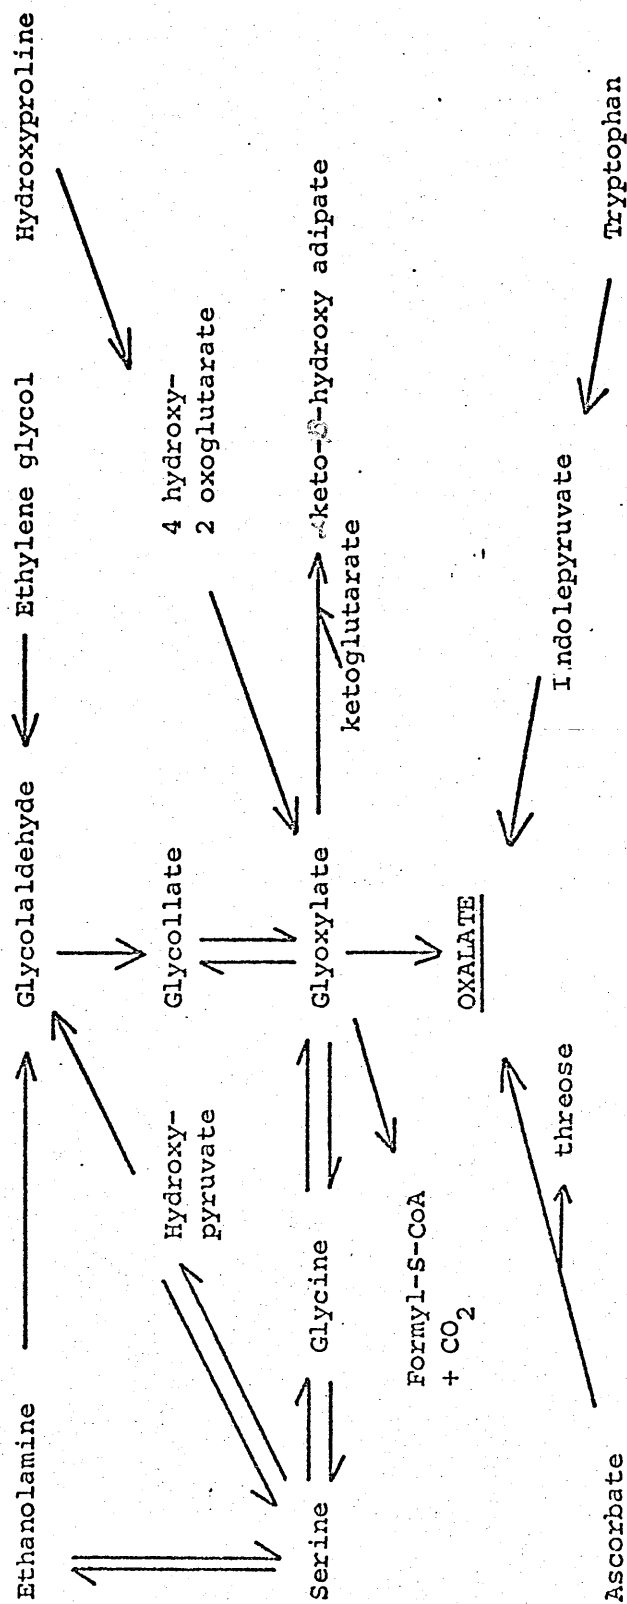 Ethanolamine
Glycolaldehyde
Ethylene glycol
Hydroxyproline
Hydroxy-
pyruvate
Glycollate
4 hydroxy-
2 oxoglutarate
Serine
Glycine
Glyoxylate
keto-β-hydroxy adipate
ketoglutarate
Formyl-S-CoA
+ CO₂
OXALATE
threose
Indolepyruvate
Ascorbate
Tryptophan